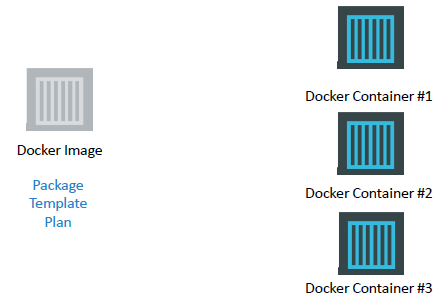 Docker Image
Package
Template
Plan
Docker Container #1
Docker Container #2
Docker Container #3